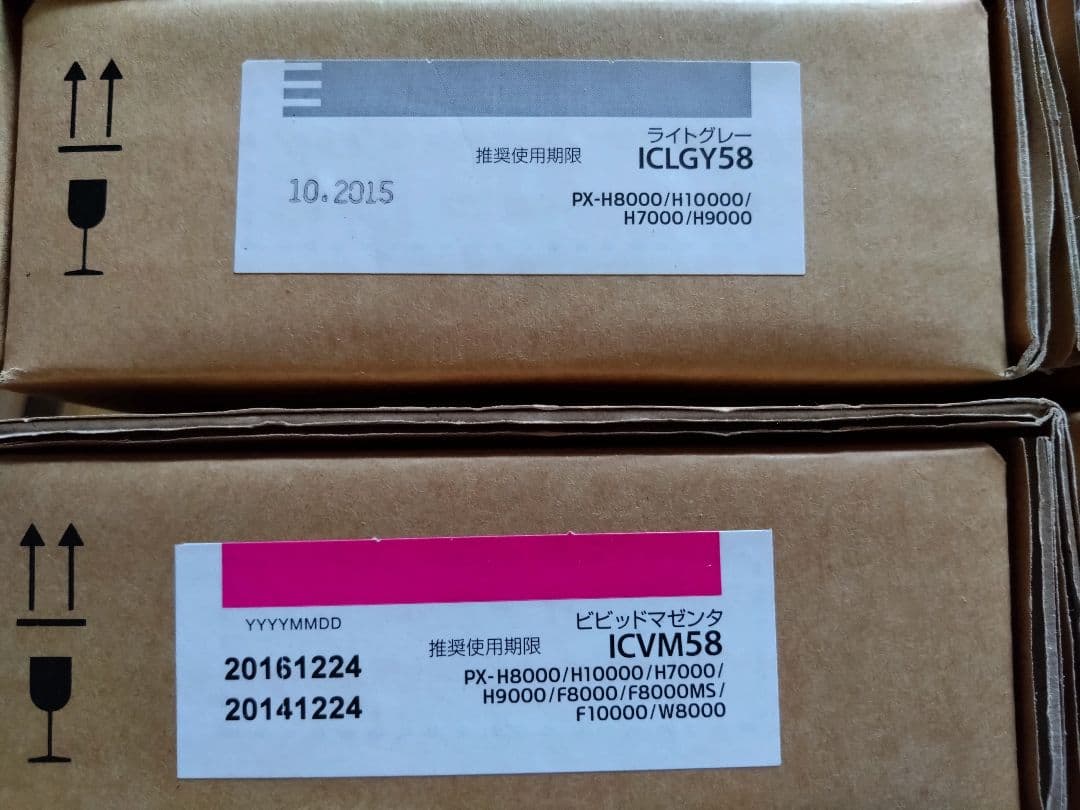 ライトグレー
推奨使用期限 ICLGY58
10.2015
PX-H8000/H10000/
H7000/H9000
YYYYMMDD
ビビッドマゼンタ
推奨使用期限 ICVM58
20161224
20141224
PX-H8000/H10000/H7000/
H9000/F8000/F8000MS/
F10000/W8000